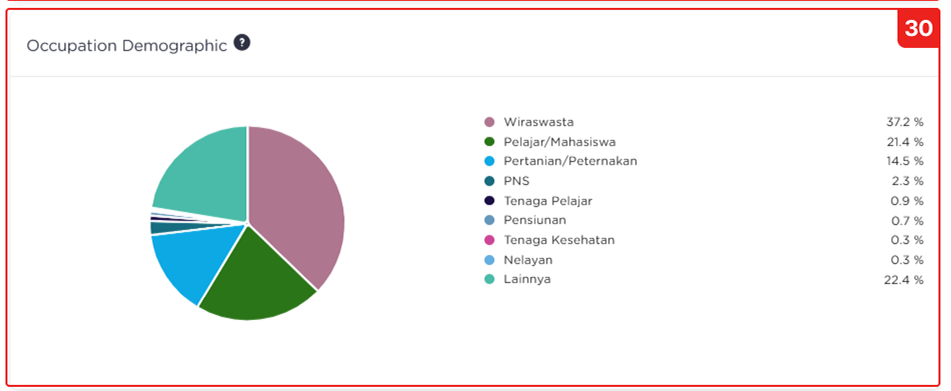 30
Occupation Demographic ?
Wiraswasta 37.2 %
Pelajar/Mahasiswa 21.4 %
Pertanian/Peternakan 14.5 %
PNS 2.3 %
Tenaga Pelajar 0.9 %
Pensiunan 0.7 %
Tenaga Kesehatan 0.3 %
Nelayan 0.3 %
Lainnya 22.4 %